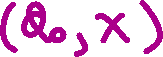 (Q₀, x)